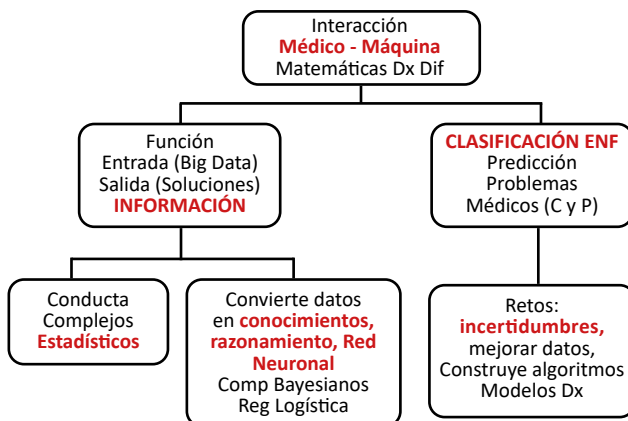 Interacción
Médico - Máquina
Matemáticas Dx Dif
Función
Entrada (Big Data)
Salida (Soluciones)
INFORMACIÓN
CLASIFICACIÓN ENF
Predicción
Problemas
Médicos (C y P)
Conducta
Complejos
Estadísticos
Convierte datos
en conocimientos,
razonamiento, Red
Neuronal
Comp Bayesianos
Reg Logística
Retos:
incertidumbres,
mejorar datos,
Construye algoritmos
Modelos Dx